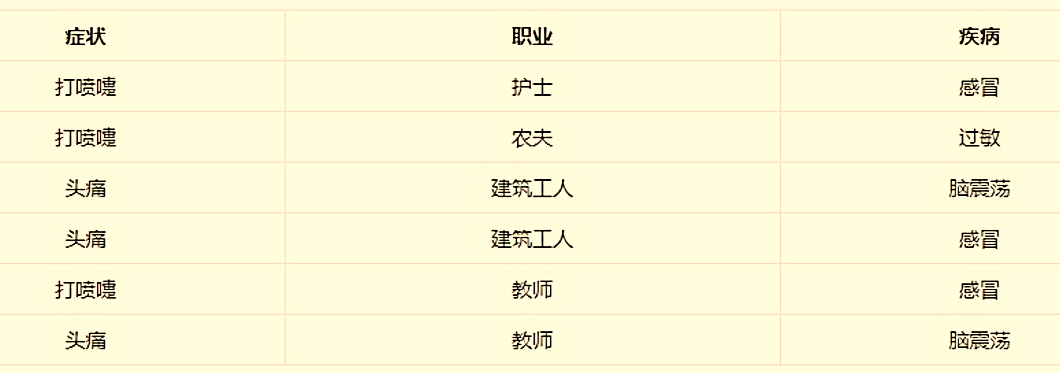 症状 职业 疾病
打喷嚏 护士 感冒
打喷嚏 农夫 过敏
头痛 建筑工人 脑震荡
头痛 建筑工人 感冒
打喷嚏 教师 感冒
头痛 教师 脑震荡